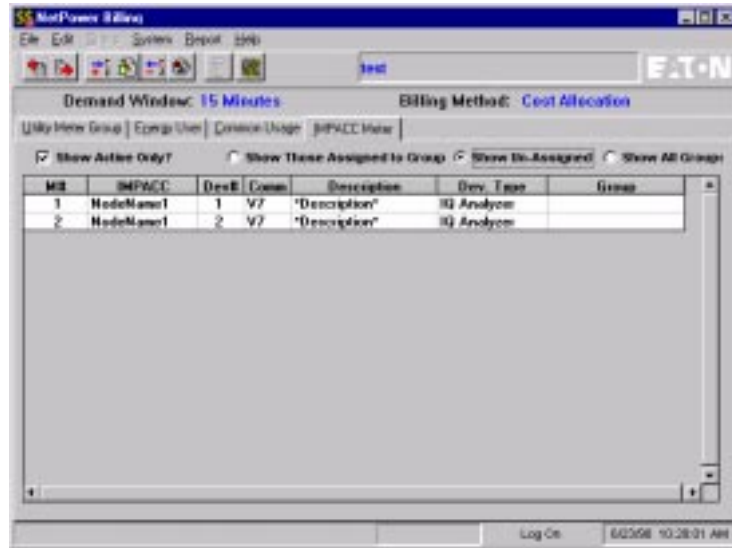 NetPower Billing
File Edit System Report Help
test
EATON
Demand Window: 15 Minutes Billing Method: Cost Allocation
Utility Meter Group Energy User Common Usage IMPACC Meter
Show Active Only? Show Those Assigned to Group Show Un-Assigned Show All Groups
M# IMPACC Dev# Comm Description Dev. Type Group
1 NodeName1 1 V7 *Description* IQ Analyzer
2 NodeName1 2 V7 *Description* IQ Analyzer
Log On 6/23/98 10:28:01 AM